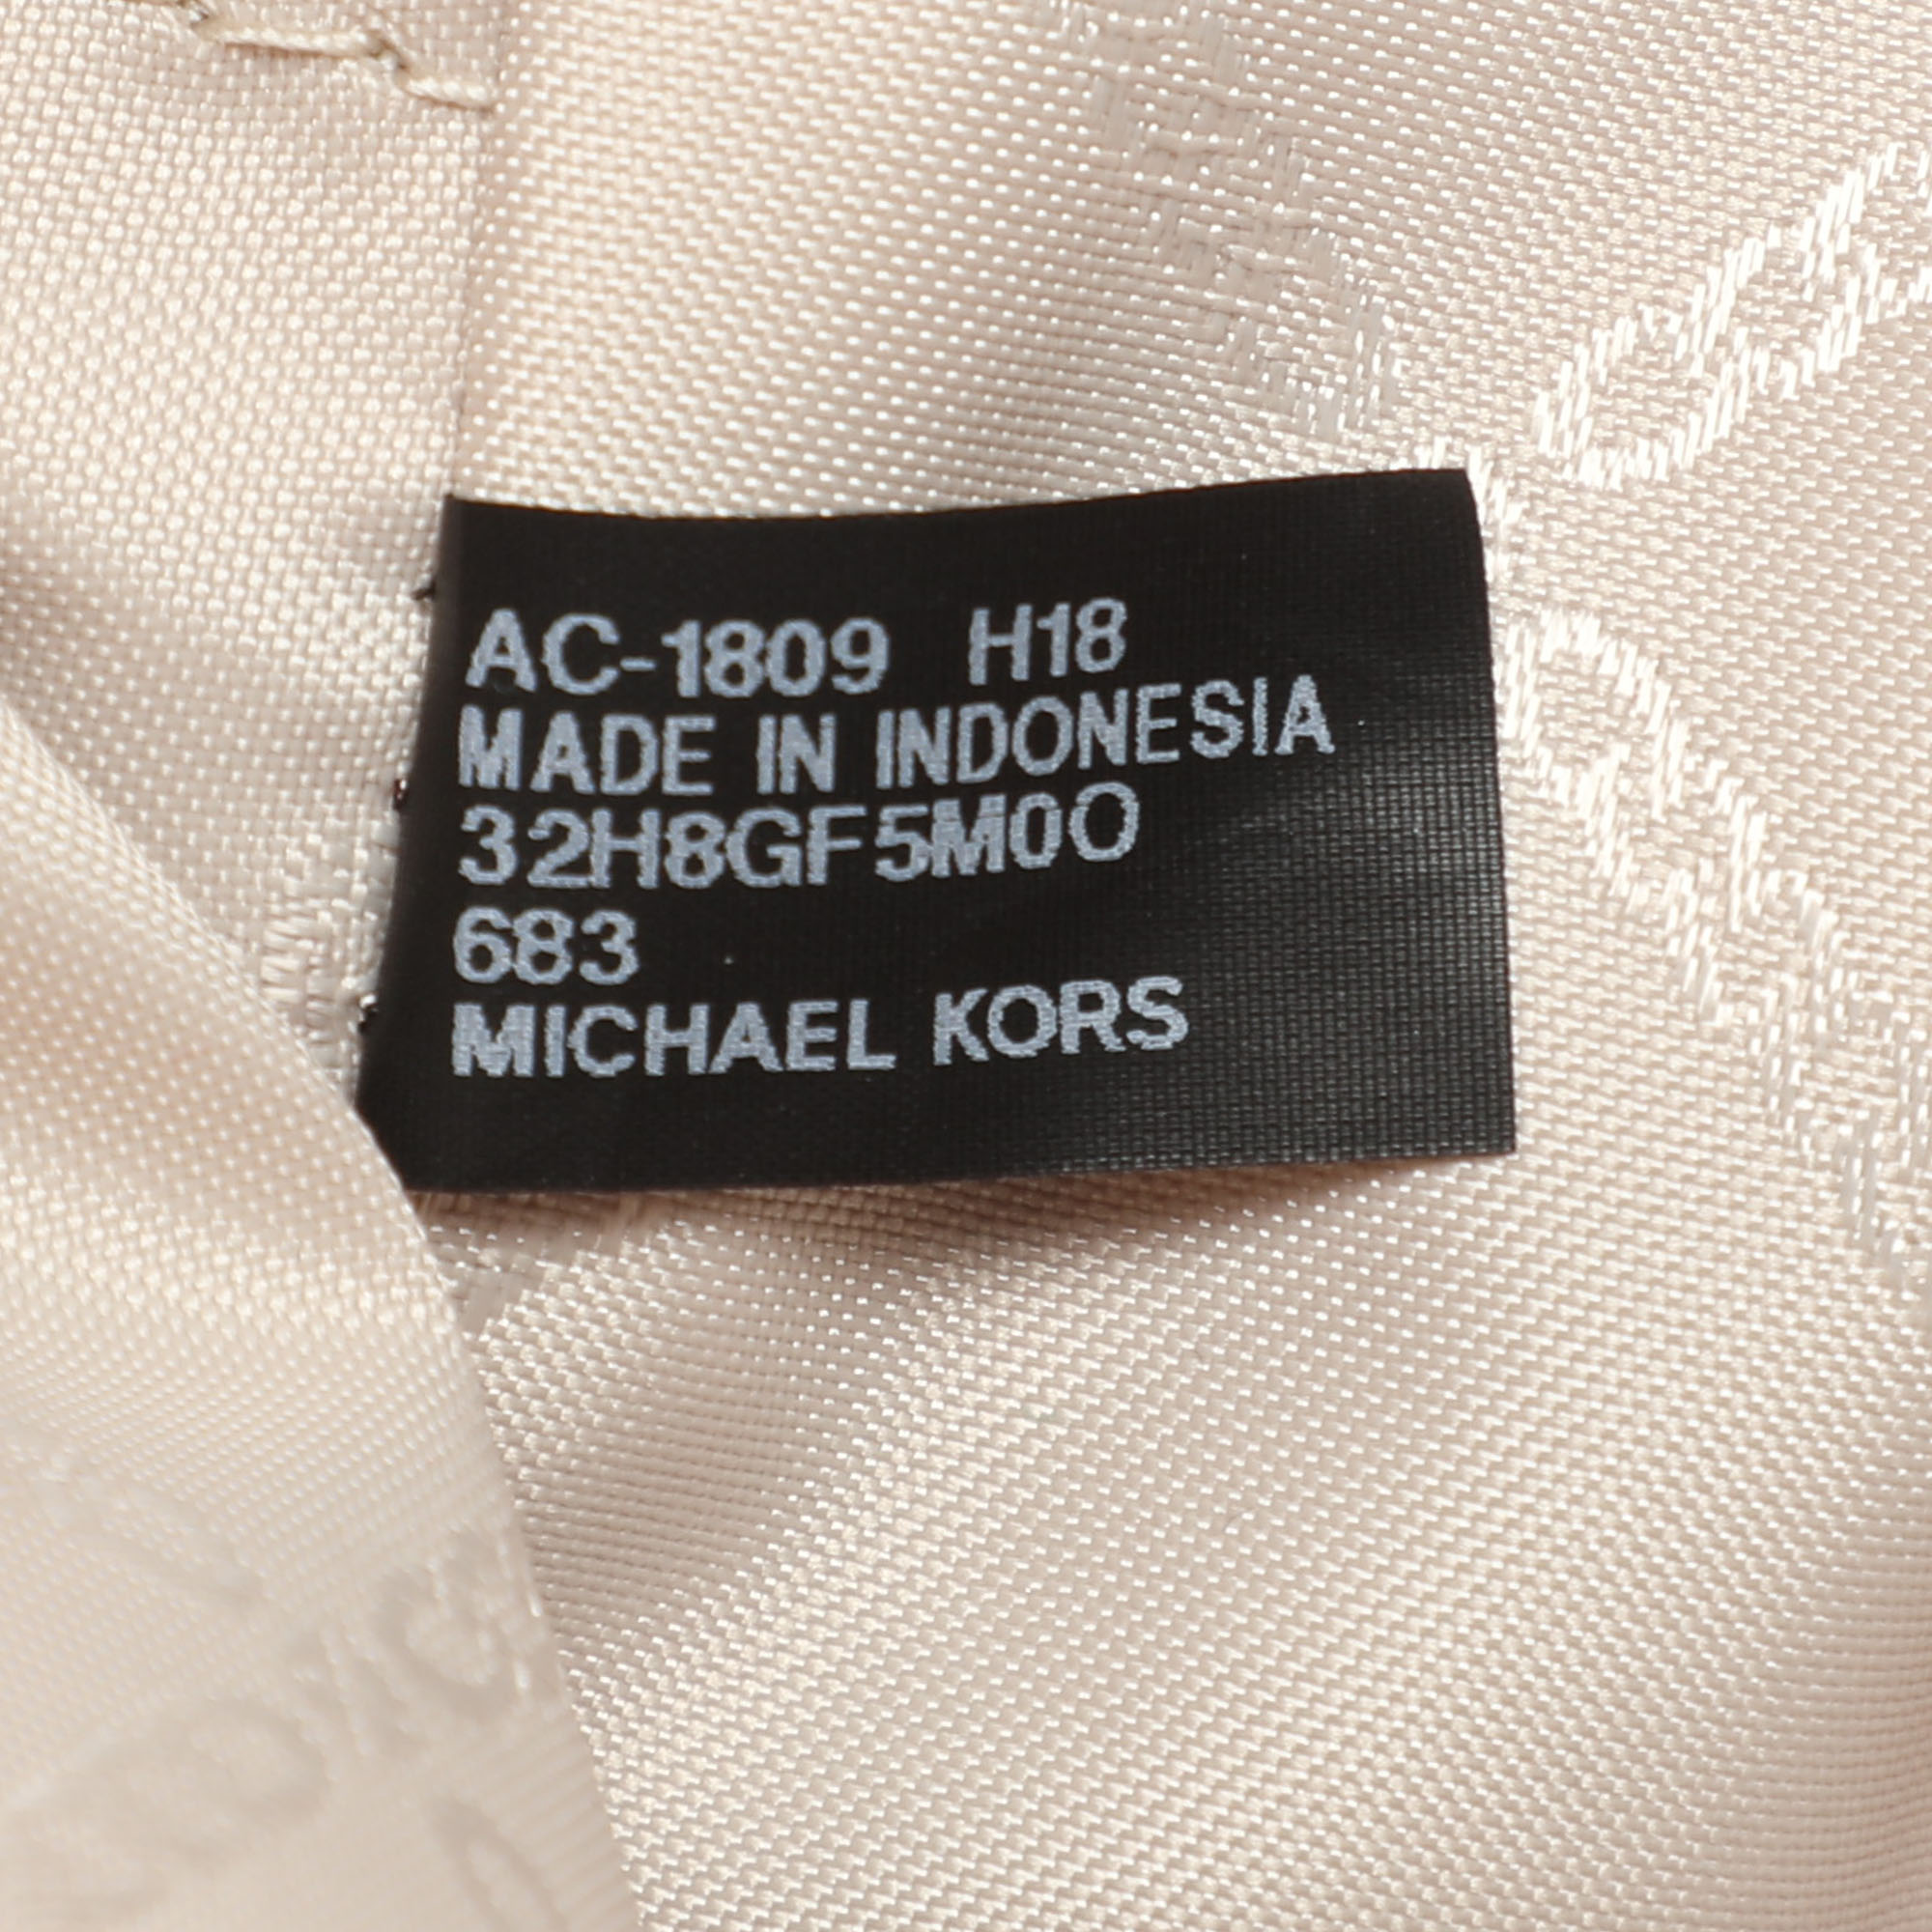 AC-1809 H18
MADE IN INDONESIA
32H8GF5M0O
683
MICHAEL KORS